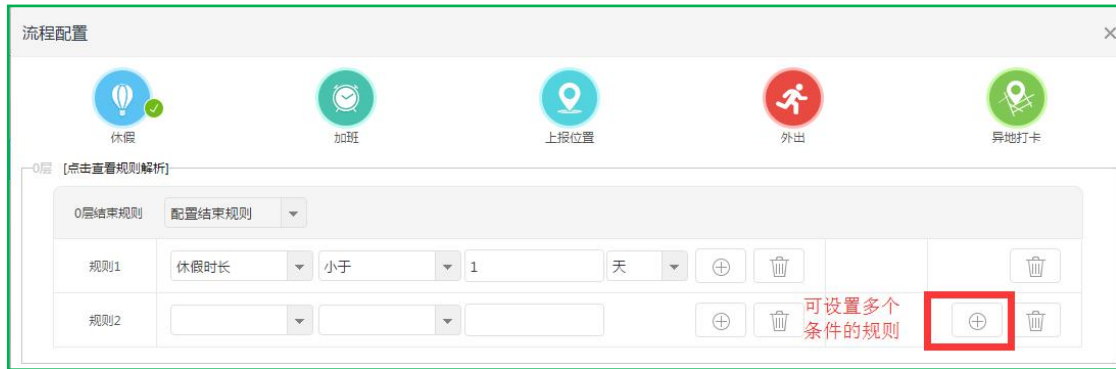 流程配置
休假
加班
上报位置
外出
异地打卡
0层 [点击查看规则解析]
0层结束规则 配置结束规则
规则1 休假时长 小于 1 天
规则2
可设置多个
条件的规则